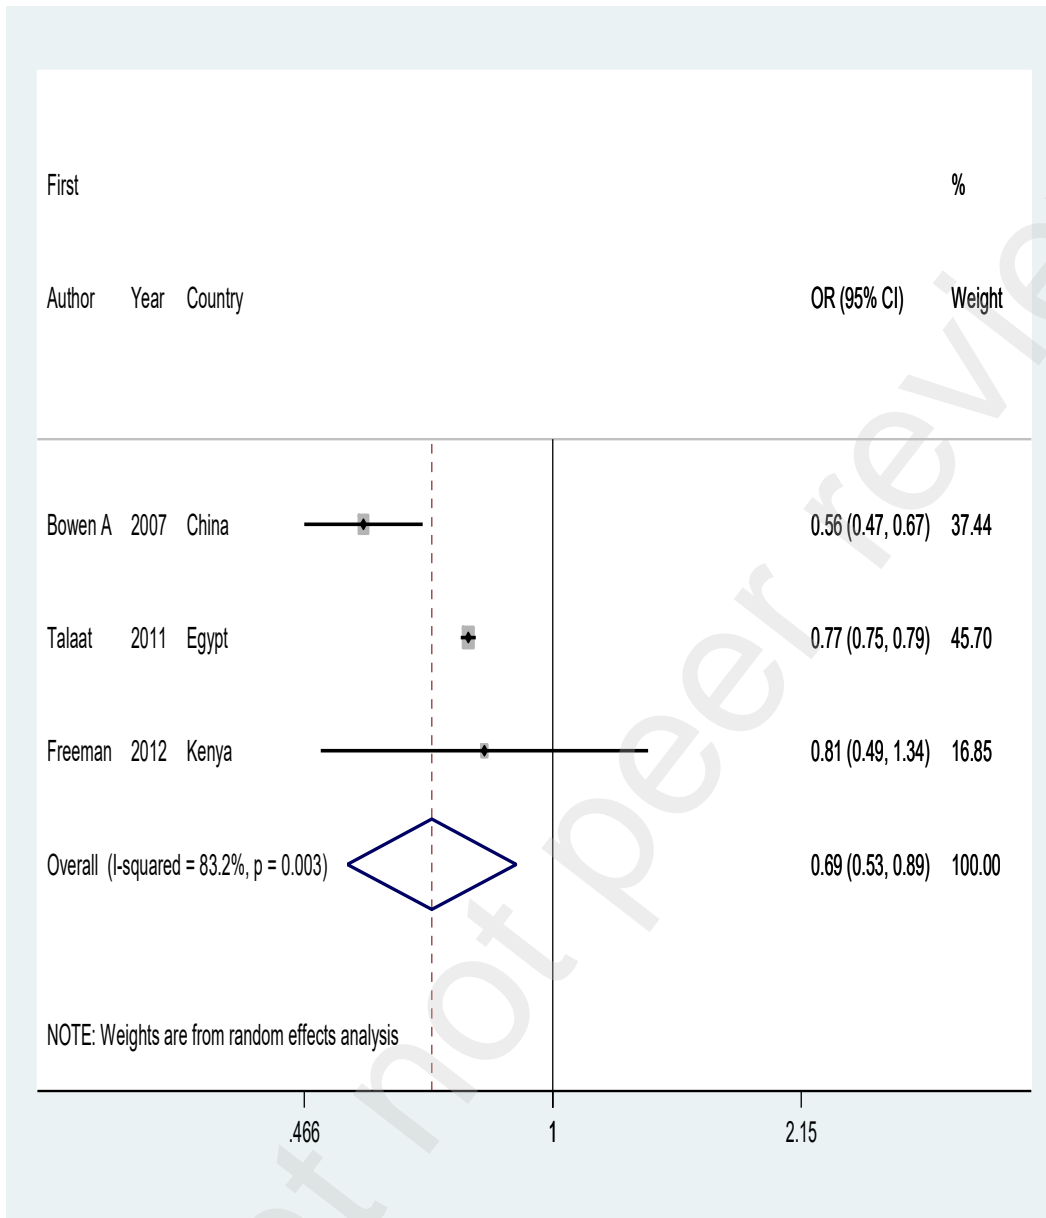 First %
Author Year Country OR (95% CI) Weight
Bowen A 2007 China 0.56 (0.47, 0.67) 37.44
Talaat 2011 Egypt 0.77 (0.75, 0.79) 45.70
Freeman 2012 Kenya 0.81 (0.49, 1.34) 16.85
Overall (I-squared = 83.2%, p = 0.003) 0.69 (0.53, 0.89) 100.00
NOTE: Weights are from random effects analysis
.466 1 2.15
not peer